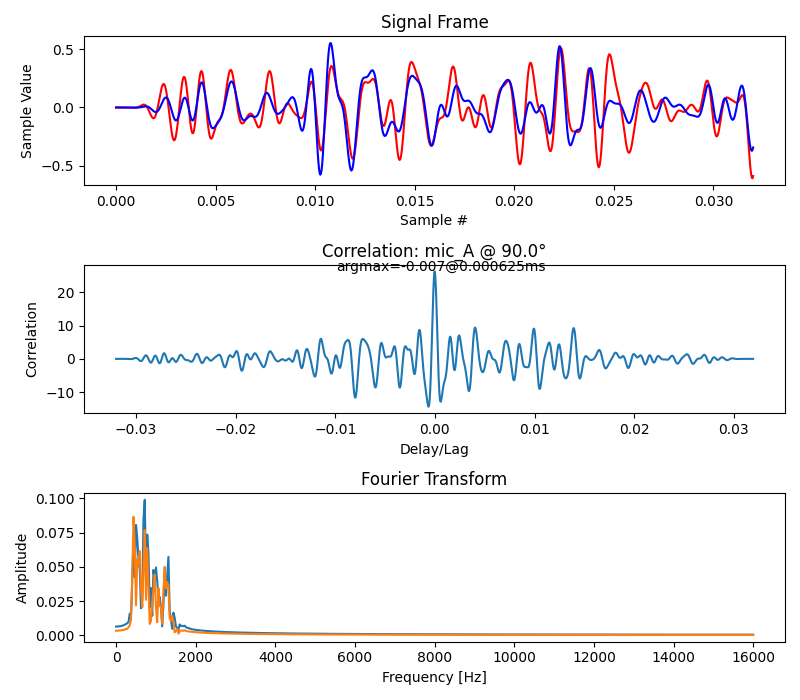 Signal Frame
0.5
0.0
−0.5
Sample Value
0.000 0.005 0.010 0.015 0.020 0.025 0.030
Sample #
Correlation: mic_A @ 90.0°
argmax=-0.007@0.000625ms
20
10
0
−10
Correlation
−0.03 −0.02 −0.01 0.00 0.01 0.02 0.03
Delay/Lag
Fourier Transform
0.100
0.075
0.050
0.025
0.000
Amplitude
0 2000 4000 6000 8000 10000 12000 14000 16000
Frequency [Hz]